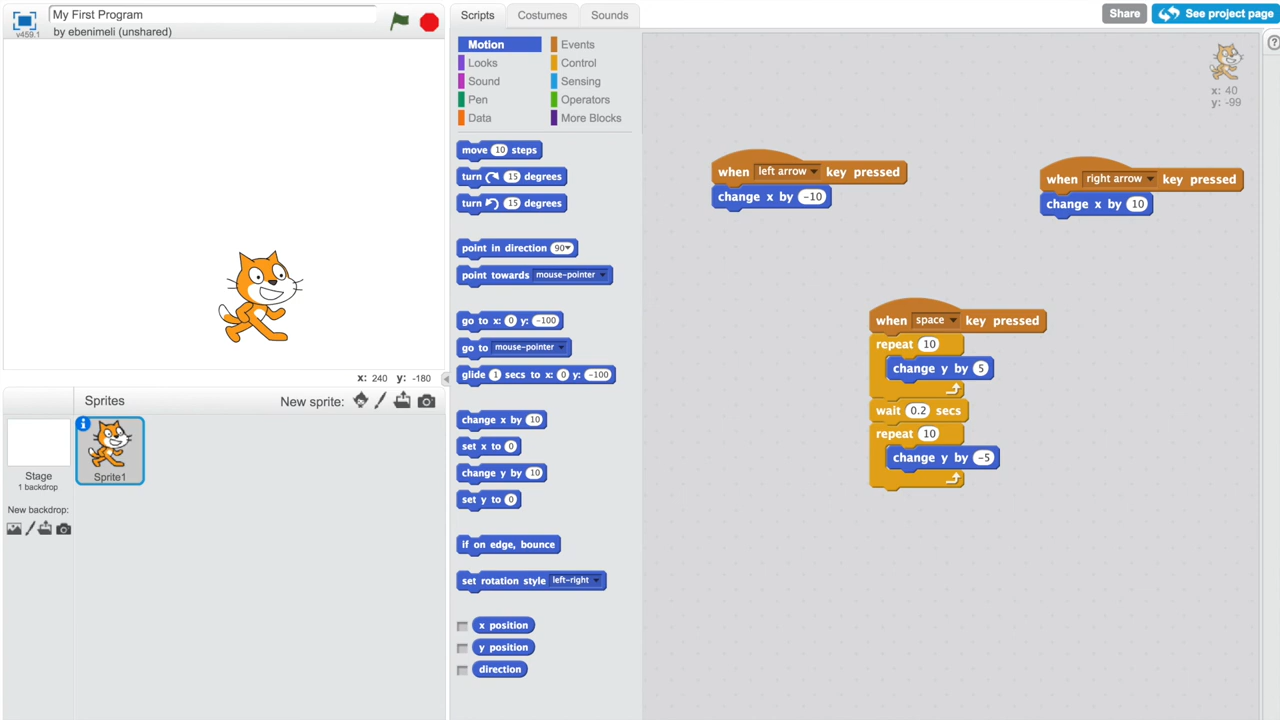 My First Program
by ebenimeli (unshared)
v459.1
Scripts
Costumes
Sounds
Share
See project page
Motion
Events
Looks
Control
Sound
Sensing
Pen
Operators
Data
More Blocks
x: 40
y: -99
move 10 steps
turn 15 degrees
turn 15 degrees
point in direction 90
point towards mouse-pointer
go to x: 0 y: -100
go to mouse-pointer
glide 1 secs to x: 0 y: -100
change x by 10
set x to 0
change y by 10
set y to 0
if on edge, bounce
set rotation style left-right
x position
y position
direction
when left arrow key pressed
change x by -10
when right arrow key pressed
change x by 10
when space key pressed
repeat 10
change y by 5
wait 0.2 secs
repeat 10
change y by -5
x: 240 y: -180
Sprites
New sprite:
Stage
1 backdrop
New backdrop:
i
Sprite1
?